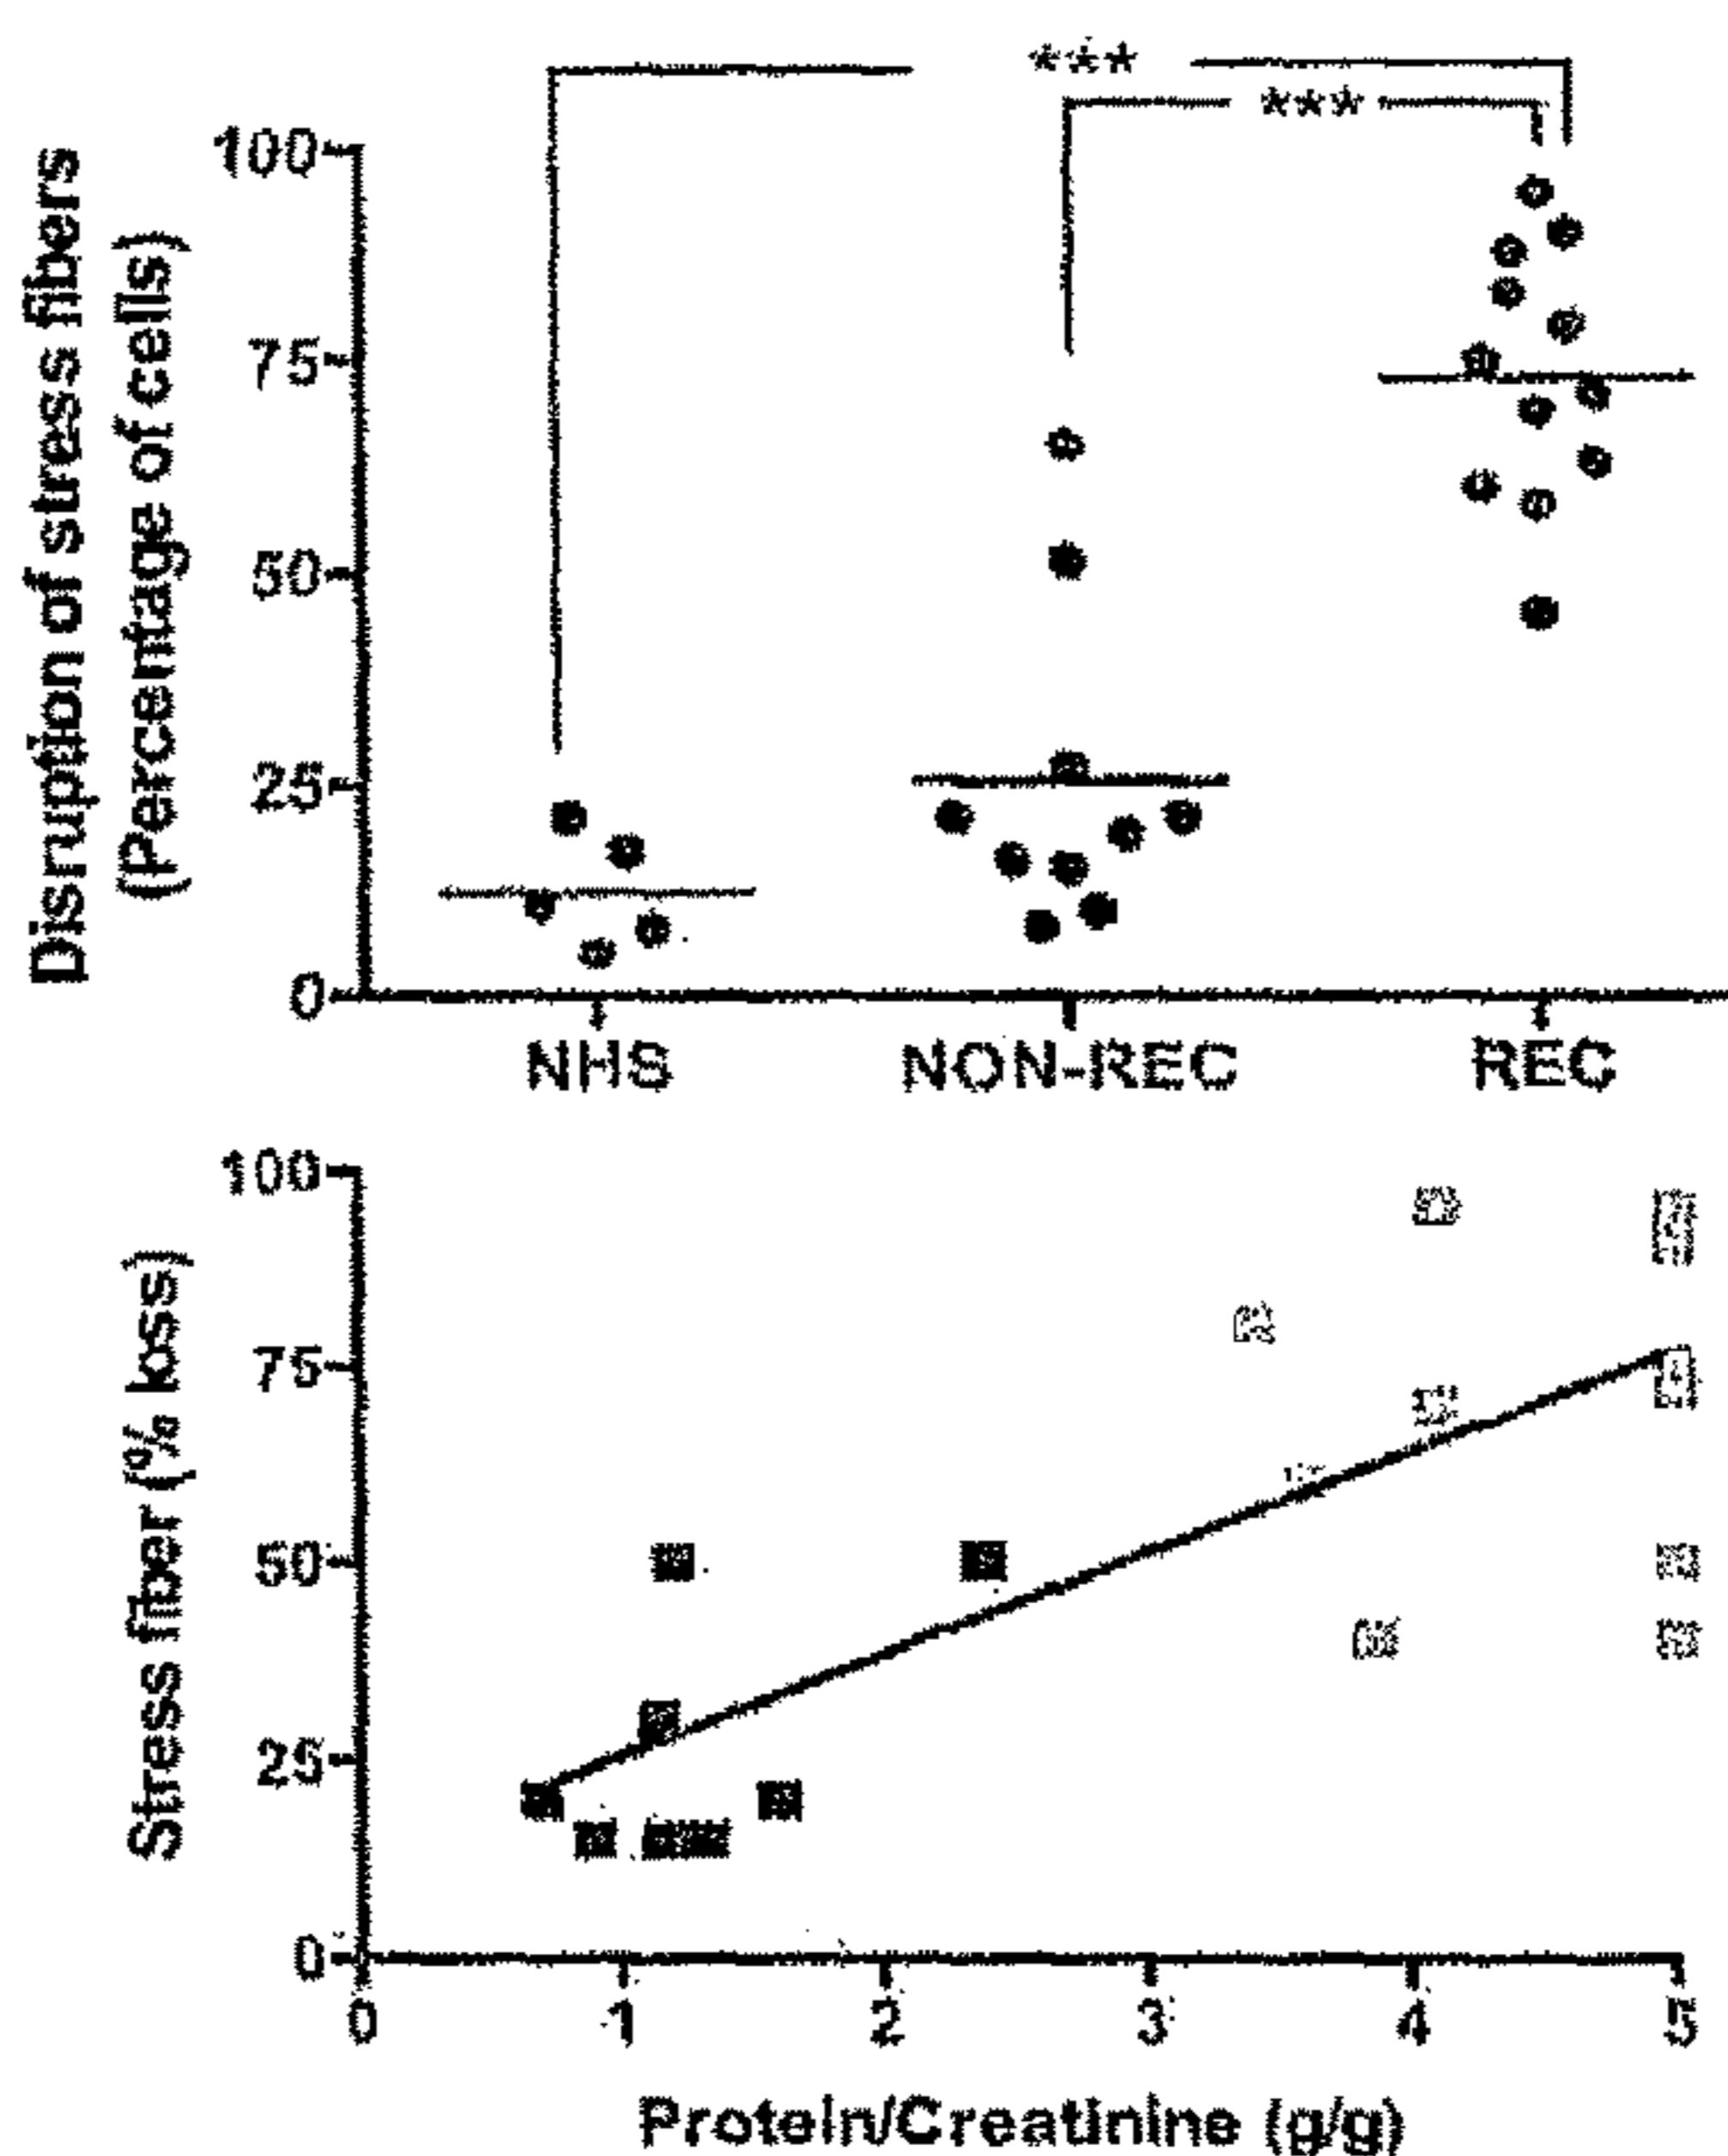 *** 
***
Disruption of stress fibers
(Percentage of cells)
100
75
50
25
0
NHS NON-REC REC
Stress fiber (% loss)
100
75
50
25
0
0 1 2 3 4 5
Protein/Creatinine (g/g)